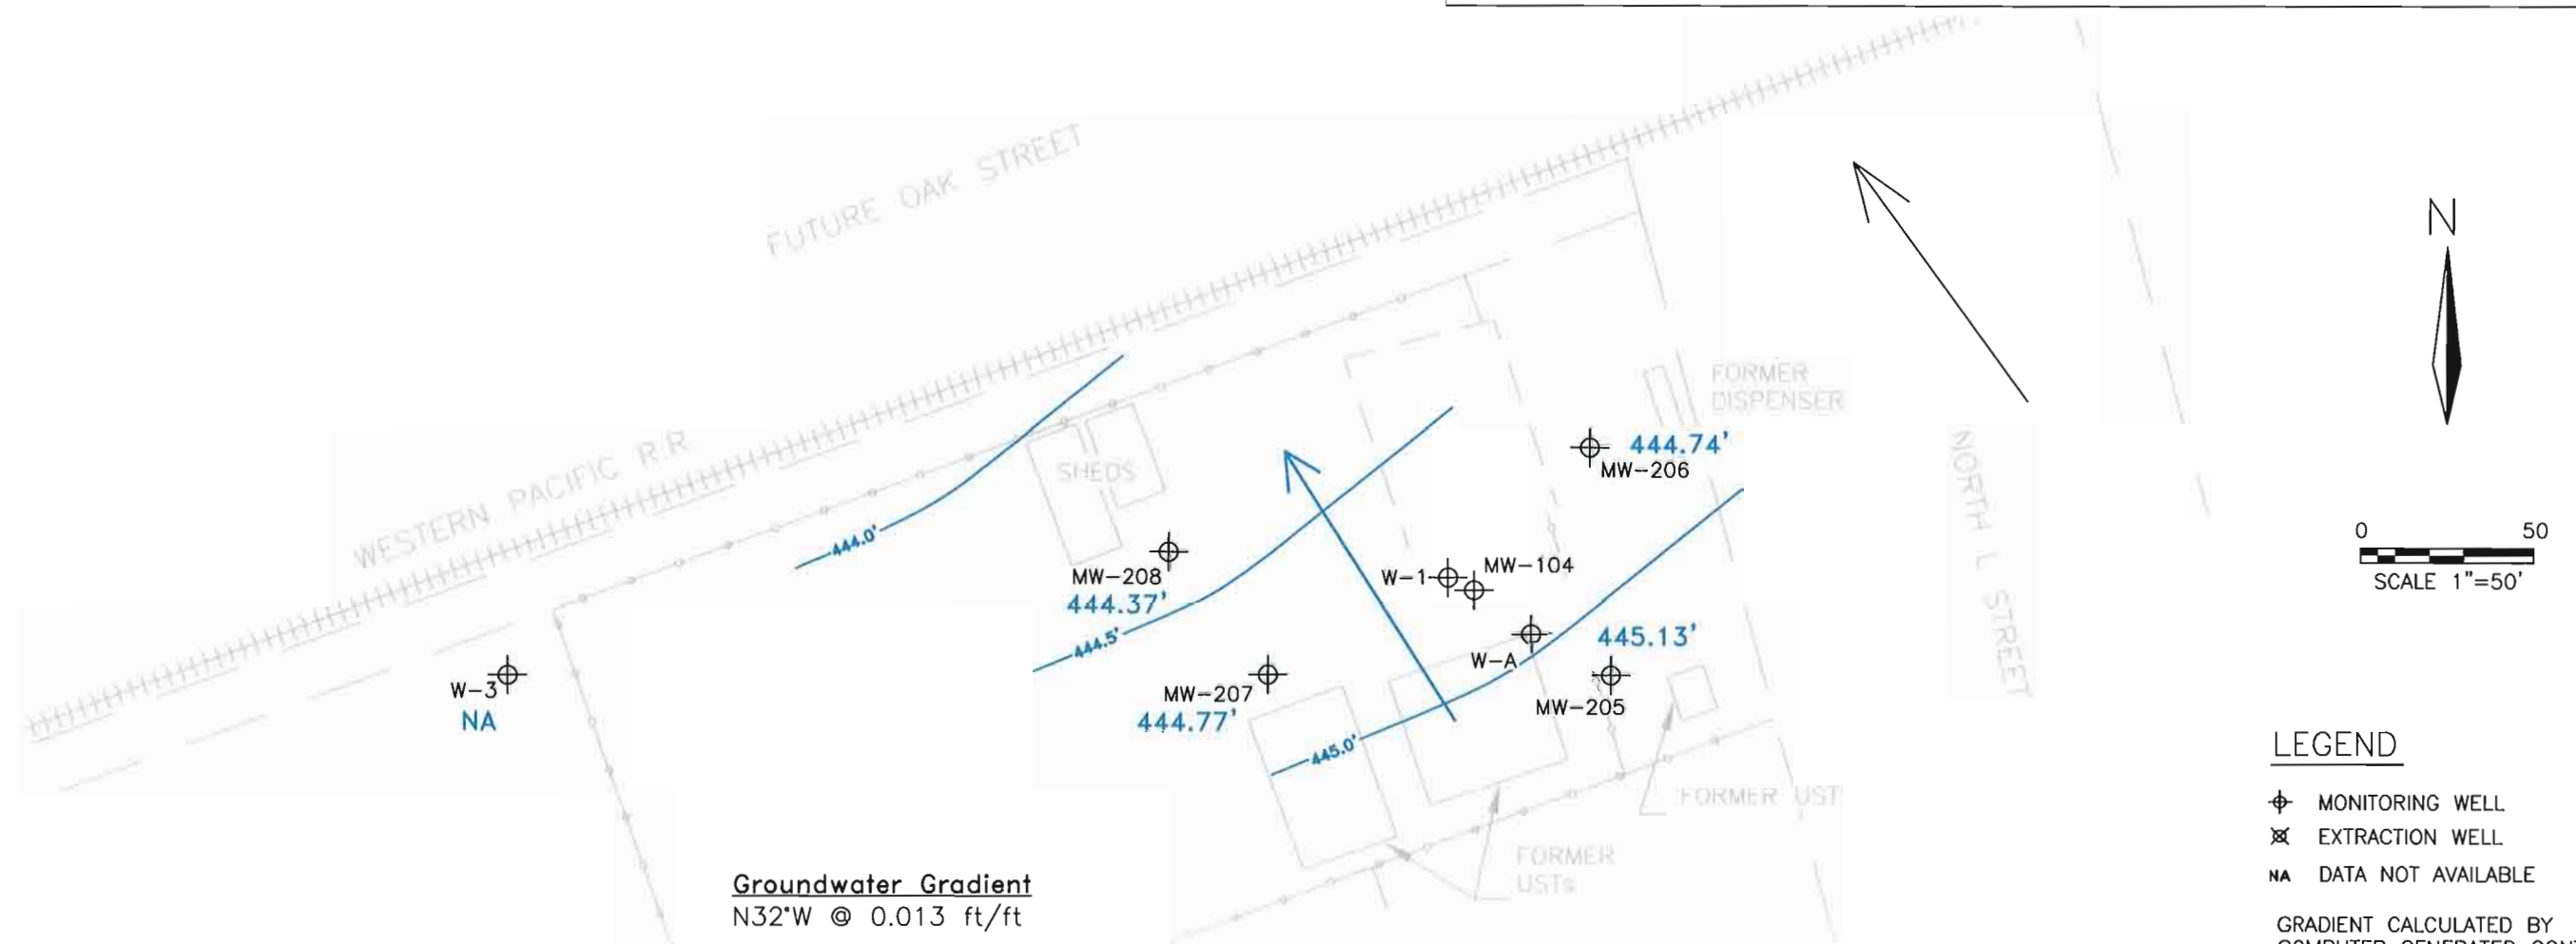 FUTURE OAK STREET
N
FORMER
DISPENSER
444.74'
MW-206
WESTERN PACIFIC R.R.
SHEDS
0 50
SCALE 1"=50'
NORTH L STREET
444.0'
MW-208
444.37'
W-1
MW-104
444.5'
445.13'
W-A
MW-205
W-3
NA
MW-207
444.77'
445.0'
FORMER UST
FORMER
USTs
Groundwater Gradient
N32°W @ 0.013 ft/ft
LEGEND
MONITORING WELL
EXTRACTION WELL
NA DATA NOT AVAILABLE
GRADIENT CALCULATED BY
COMPUTER GENERATED